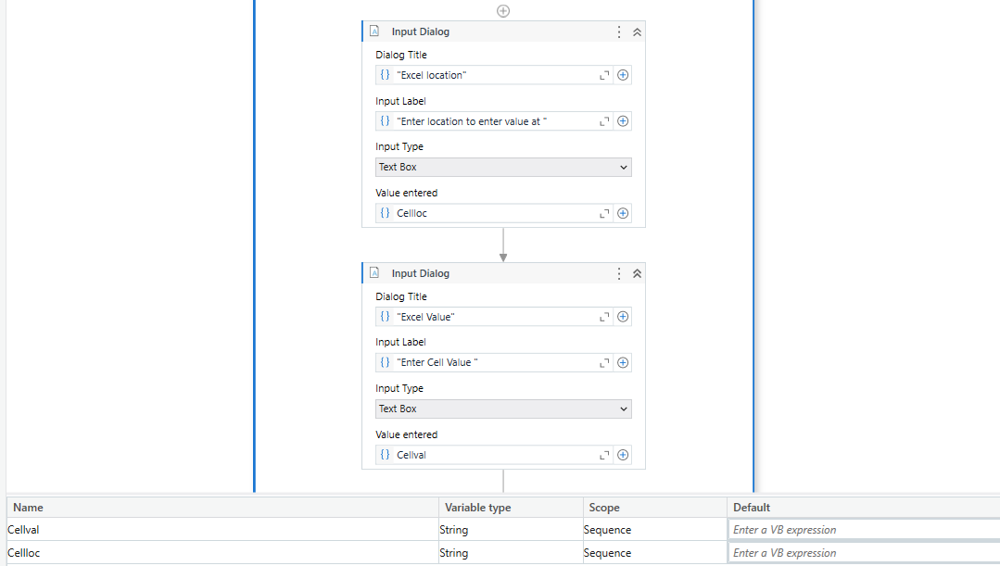 Input Dialog
Dialog Title
{} "Excel location"
Input Label
{} "Enter location to enter value at "
Input Type
Text Box
Value entered
{} Cellloc
Input Dialog
Dialog Title
{} "Excel Value"
Input Label
{} "Enter Cell Value "
Input Type
Text Box
Value entered
{} Cellval
Name Variable type Scope Default
Cellval String Sequence Enter a VB expression
Cellloc String Sequence Enter a VB expression